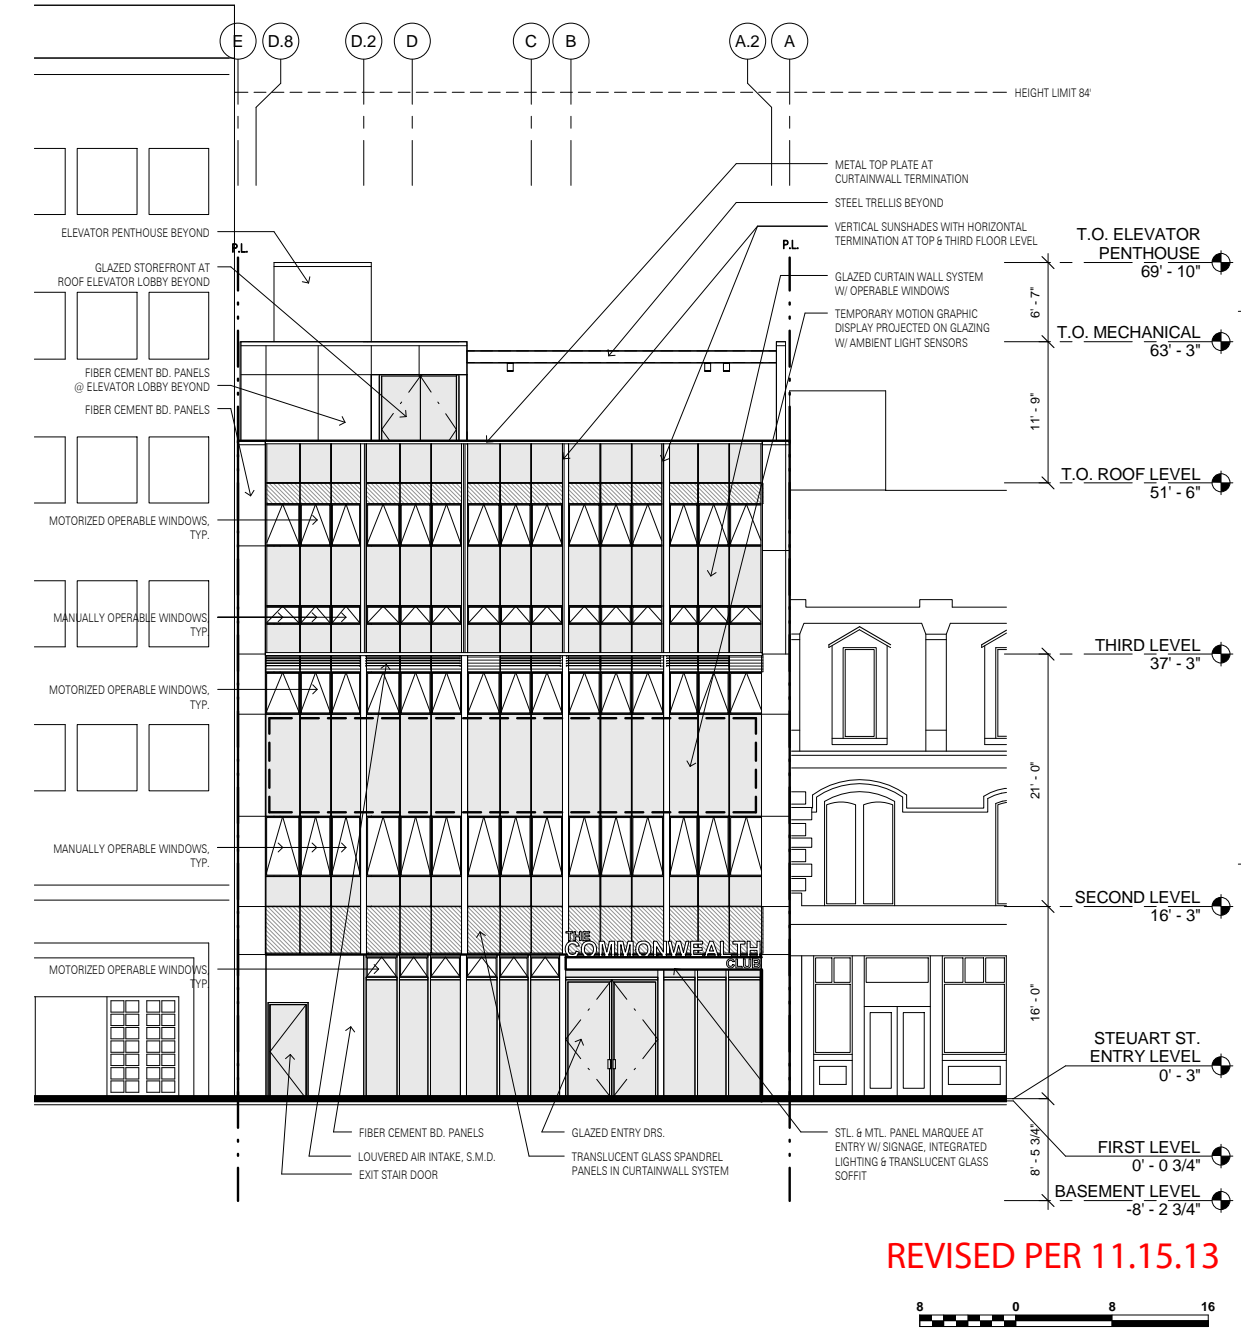 E D.8 D.2 D C B A.2 A
HEIGHT LIMIT 84'
METAL TOP PLATE AT
CURTAINWALL TERMINATION
STEEL TRELLIS BEYOND
VERTICAL SUNSHADES WITH HORIZONTAL
TERMINATION AT TOP & THIRD FLOOR LEVEL
GLAZED CURTAIN WALL SYSTEM
W/ OPERABLE WINDOWS
TEMPORARY MOTION GRAPHIC
DISPLAY PROJECTED ON GLAZING
W/ AMBIENT LIGHT SENSORS
ELEVATOR PENTHOUSE BEYOND
P.L.
P.L.
GLAZED STOREFRONT AT
ROOF ELEVATOR LOBBY BEYOND
FIBER CEMENT BD. PANELS
@ ELEVATOR LOBBY BEYOND
FIBER CEMENT BD. PANELS
MOTORIZED OPERABLE WINDOWS,
TYP.
MANUALLY OPERABLE WINDOWS,
TYP.
MOTORIZED OPERABLE WINDOWS,
TYP.
MANUALLY OPERABLE WINDOWS,
TYP.
MOTORIZED OPERABLE WINDOWS,
TYP.
THE
COMMONWEALTH
CLUB
T.O. ELEVATOR
PENTHOUSE
69' - 10"
6' - 7"
T.O. MECHANICAL
63' - 3"
11' - 9"
T.O. ROOF LEVEL
51' - 6"
THIRD LEVEL
37' - 3"
21' - 0"
SECOND LEVEL
16' - 3"
16' - 0"
STEUART ST.
ENTRY LEVEL
0' - 3"
8' - 5 3/4"
FIRST LEVEL
0' - 0 3/4"
BASEMENT LEVEL
-8' - 2 3/4"
FIBER CEMENT BD. PANELS
LOUVERED AIR INTAKE, S.M.D.
EXIT STAIR DOOR
GLAZED ENTRY DRS.
TRANSLUCENT GLASS SPANDREL
PANELS IN CURTAINWALL SYSTEM
STL. & MTL. PANEL MARQUEE AT
ENTRY W/ SIGNAGE, INTEGRATED
LIGHTING & TRANSLUCENT GLASS
SOFFIT
REVISED PER 11.15.13
8 0 8 16